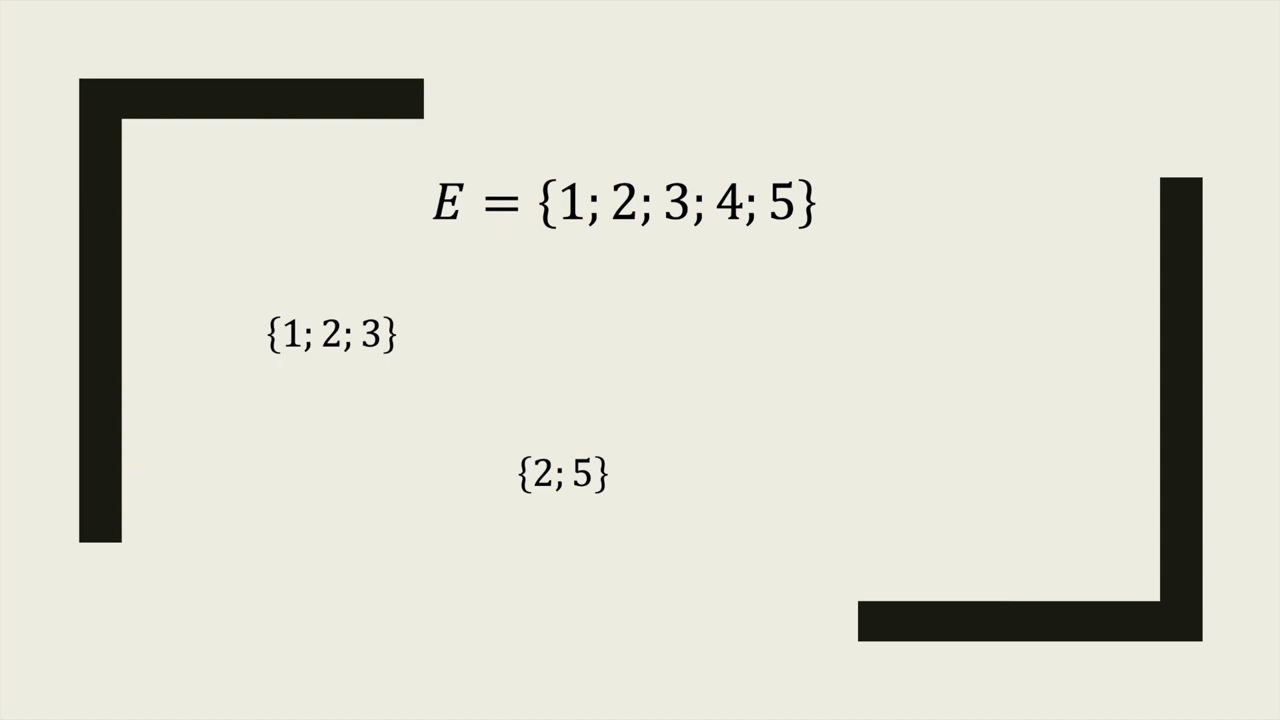 E = {1; 2; 3; 4; 5}
{1; 2; 3}
{2; 5}